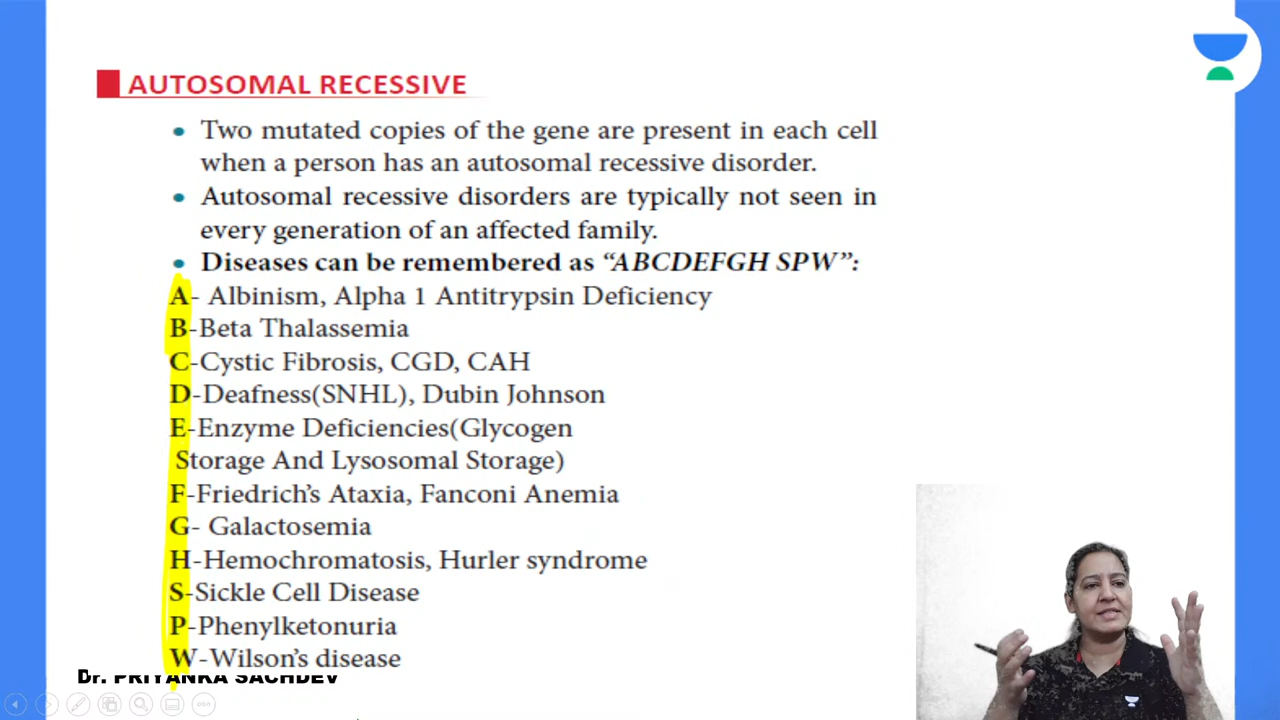 AUTOSOMAL RECESSIVE
• Two mutated copies of the gene are present in each cell
when a person has an autosomal recessive disorder.
• Autosomal recessive disorders are typically not seen in
every generation of an affected family.
• Diseases can be remembered as “ABCDEFGH SPW”:
A- Albinism, Alpha 1 Antitrypsin Deficiency
B-Beta Thalassemia
C-Cystic Fibrosis, CGD, CAH
D-Deafness(SNHL), Dubin Johnson
E-Enzyme Deficiencies(Glycogen
Storage And Lysosomal Storage)
F-Friedrich’s Ataxia, Fanconi Anemia
G- Galactosemia
H-Hemochromatosis, Hurler syndrome
S-Sickle Cell Disease
P-Phenylketonuria
W-Wilson’s disease
Dr. PRIYANKA SACHDEV